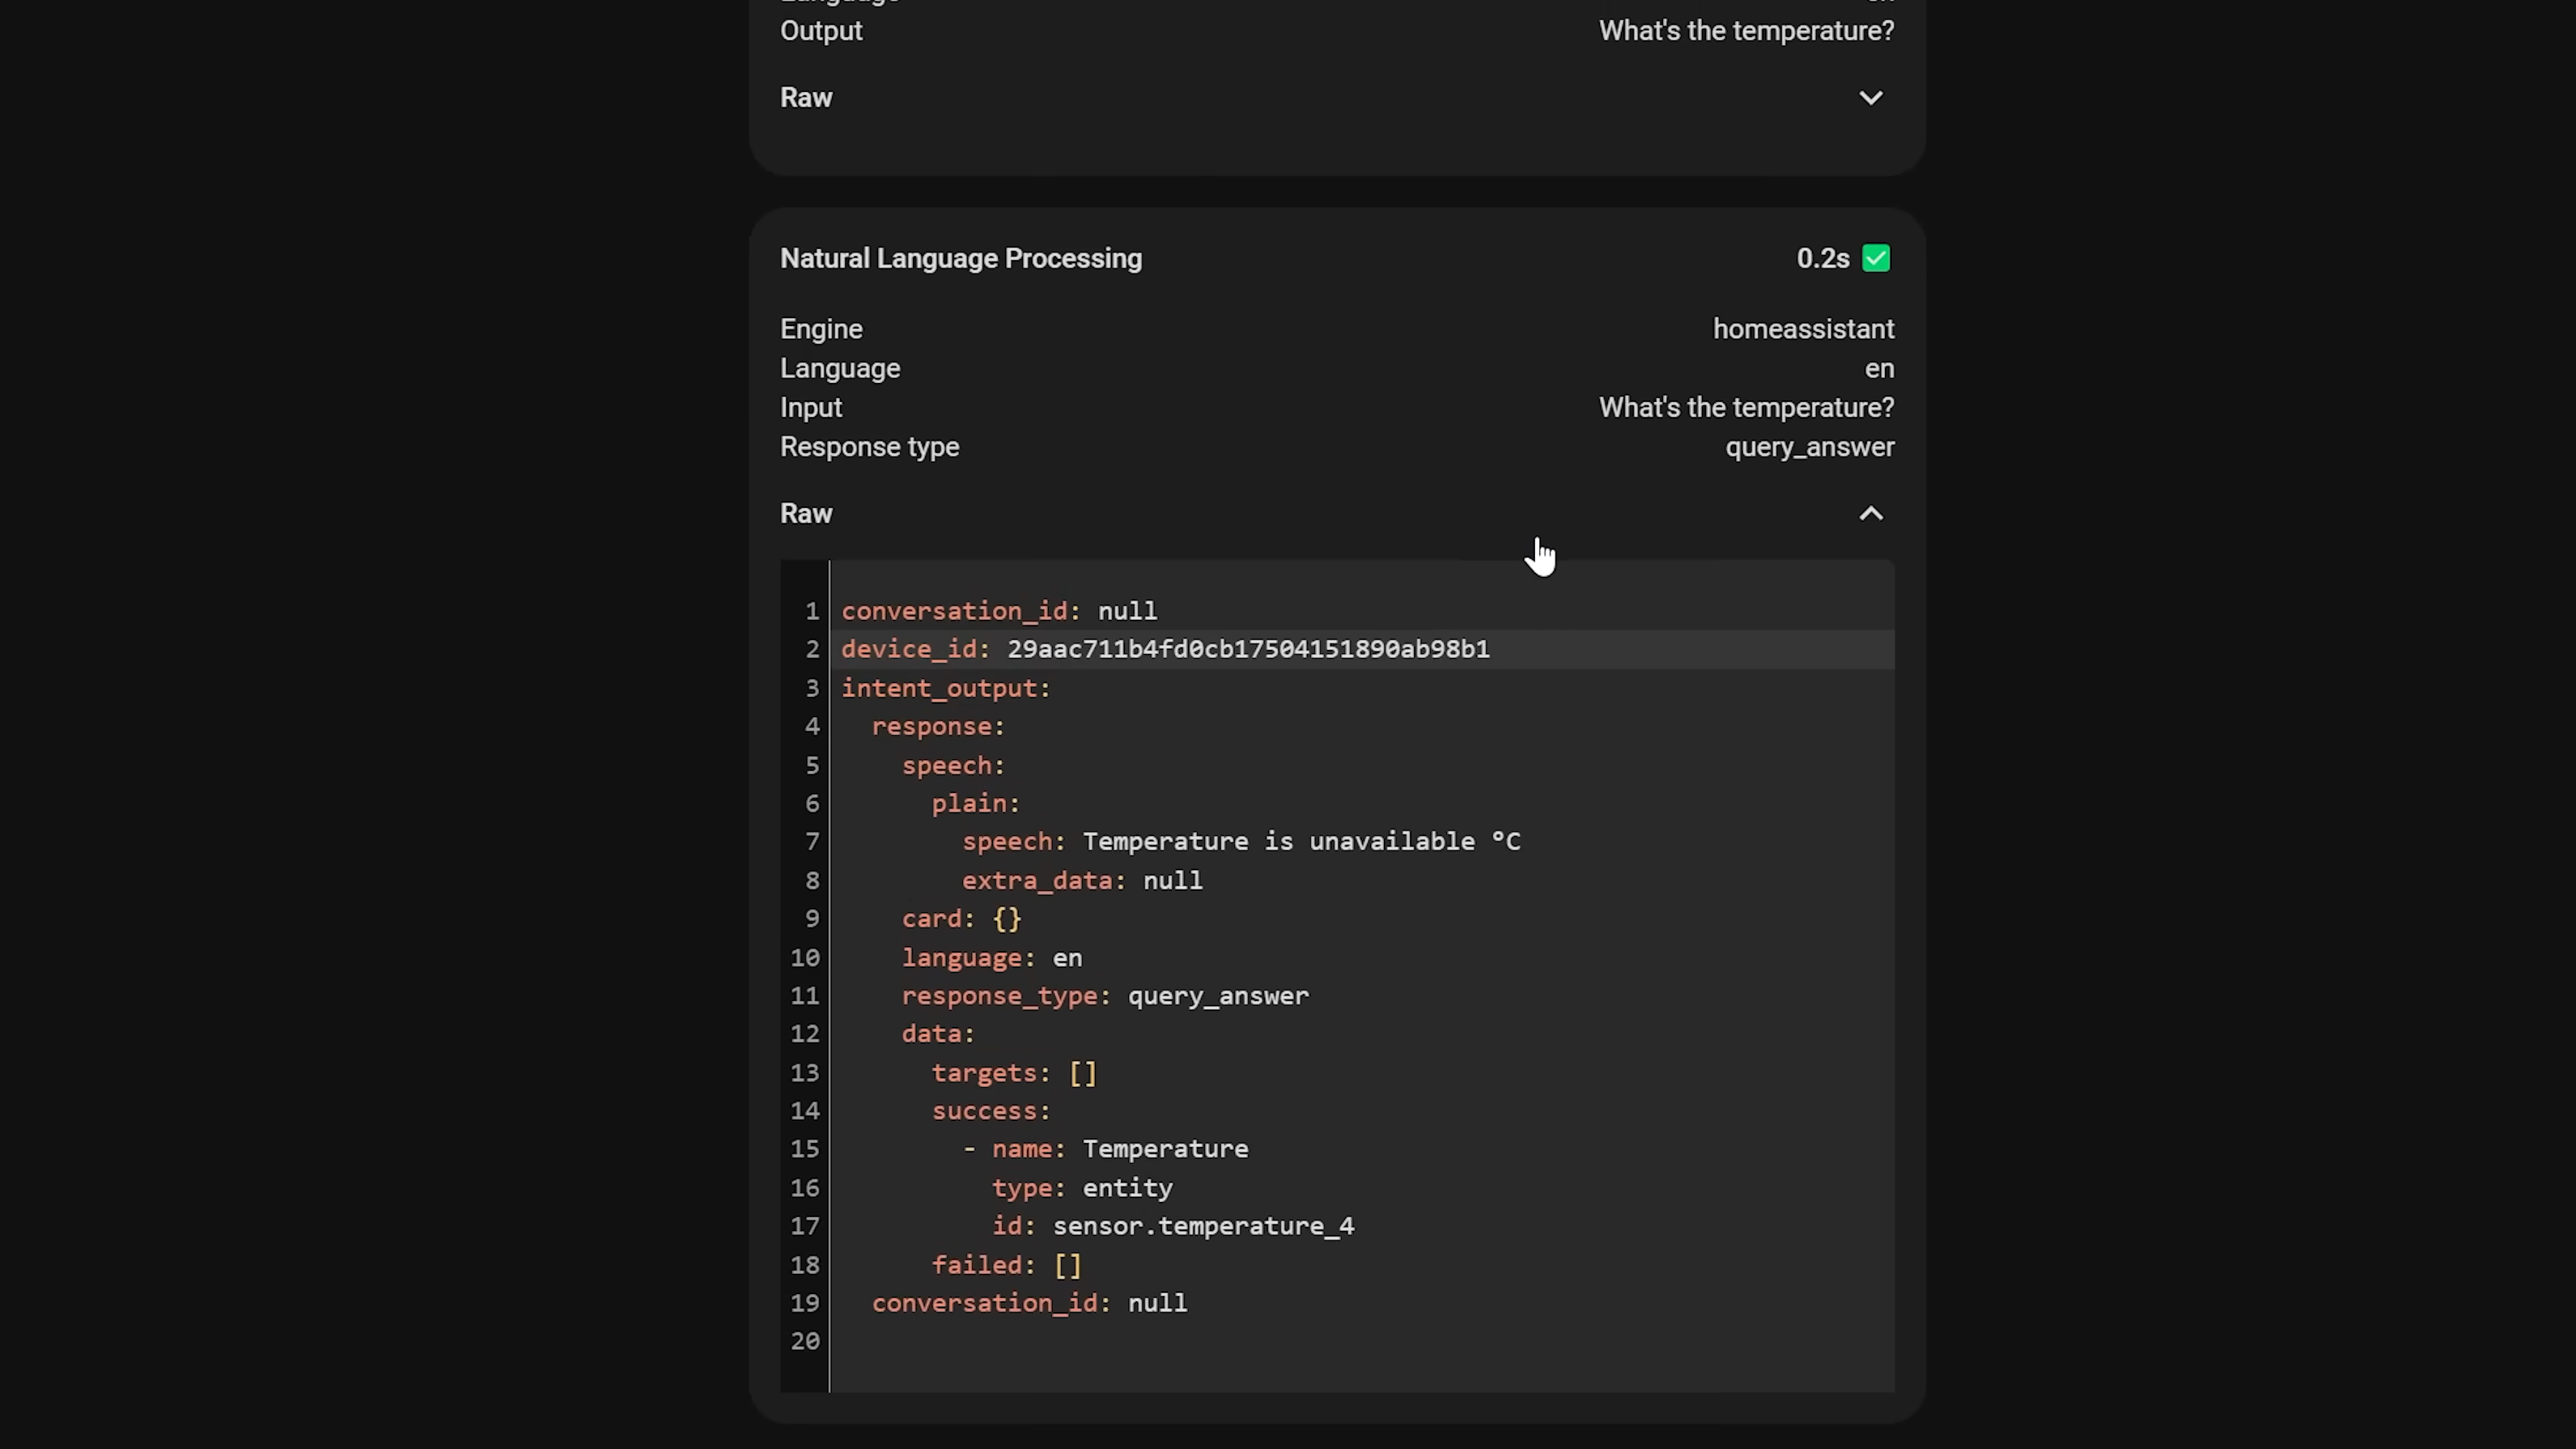 Language en
Output What's the temperature?
Raw
Natural Language Processing 0.2s
Engine homeassistant
Language en
Input What's the temperature?
Response type query_answer
Raw
1 conversation_id: null
2 device_id: 29aac711b4fd0cb17504151890ab98b1
3 intent_output:
4 response:
5 speech:
6 plain:
7 speech: Temperature is unavailable °C
8 extra_data: null
9 card: {}
10 language: en
11 response_type: query_answer
12 data:
13 targets: []
14 success:
15 - name: Temperature
16 type: entity
17 id: sensor.temperature_4
18 failed: []
19 conversation_id: null
20